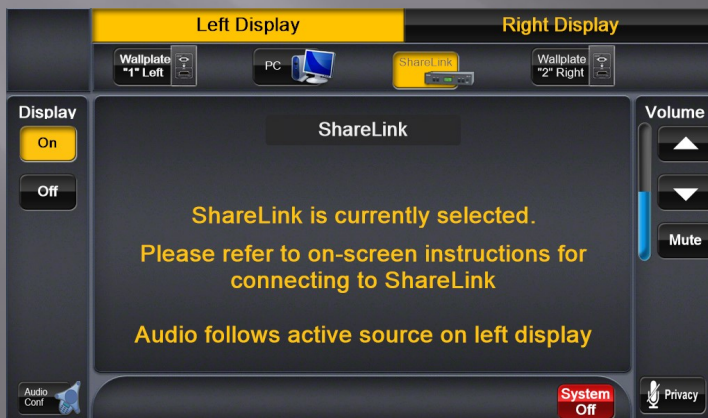 Left Display
Right Display
Wallplate
"1" Left
PC
ShareLink
Wallplate
"2" Right
Display
On
Off
ShareLink
ShareLink is currently selected.
Please refer to on-screen instructions for
connecting to ShareLink
Audio follows active source on left display
Volume
Mute
Audio
Conf
System
Off
Privacy